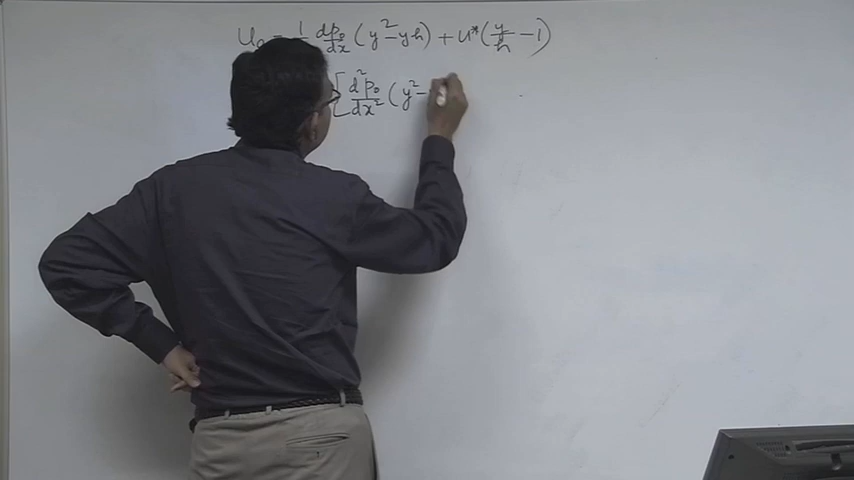 U₀ = 1 dp₀/dx (y² - yh) + u* (y/h - 1)
[d²p₀/dx² (y² -